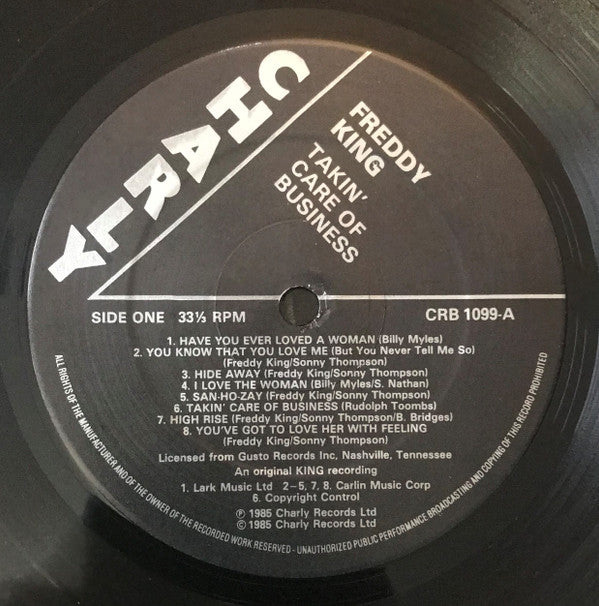 CHARLY
FREDDY
KING
TAKIN'
CARE OF
BUSINESS
SIDE ONE 33⅓ RPM
CRB 1099-A
1. HAVE YOU EVER LOVED A WOMAN (Billy Myles)
2. YOU KNOW THAT YOU LOVE ME (But You Never Tell Me So)
(Freddy King/Sonny Thompson)
3. HIDE AWAY (Freddy King/Sonny Thompson)
4. I LOVE THE WOMAN (Billy Myles/S. Nathan)
5. SAN-HO-ZAY (Freddy King/Sonny Thompson)
6. TAKIN' CARE OF BUSINESS (Rudolph Toombs)
7. HIGH RISE (Freddy King/Sonny Thompson/B. Bridges)
8. YOU'VE GOT TO LOVE HER WITH FEELING
(Freddy King/Sonny Thompson)
Licensed from Gusto Records Inc, Nashville, Tennessee
An original KING recording
1. Lark Music Ltd 2–5, 7, 8. Carlin Music Corp
6. Copyright Control
℗ 1985 Charly Records Ltd
© 1985 Charly Records Ltd
ALL RIGHTS OF THE MANUFACTURER AND OF THE OWNER OF THE RECORDED WORK RESERVED - UNAUTHORIZED PUBLIC PERFORMANCE BROADCASTING AND COPYING OF THIS RECORD PROHIBITED